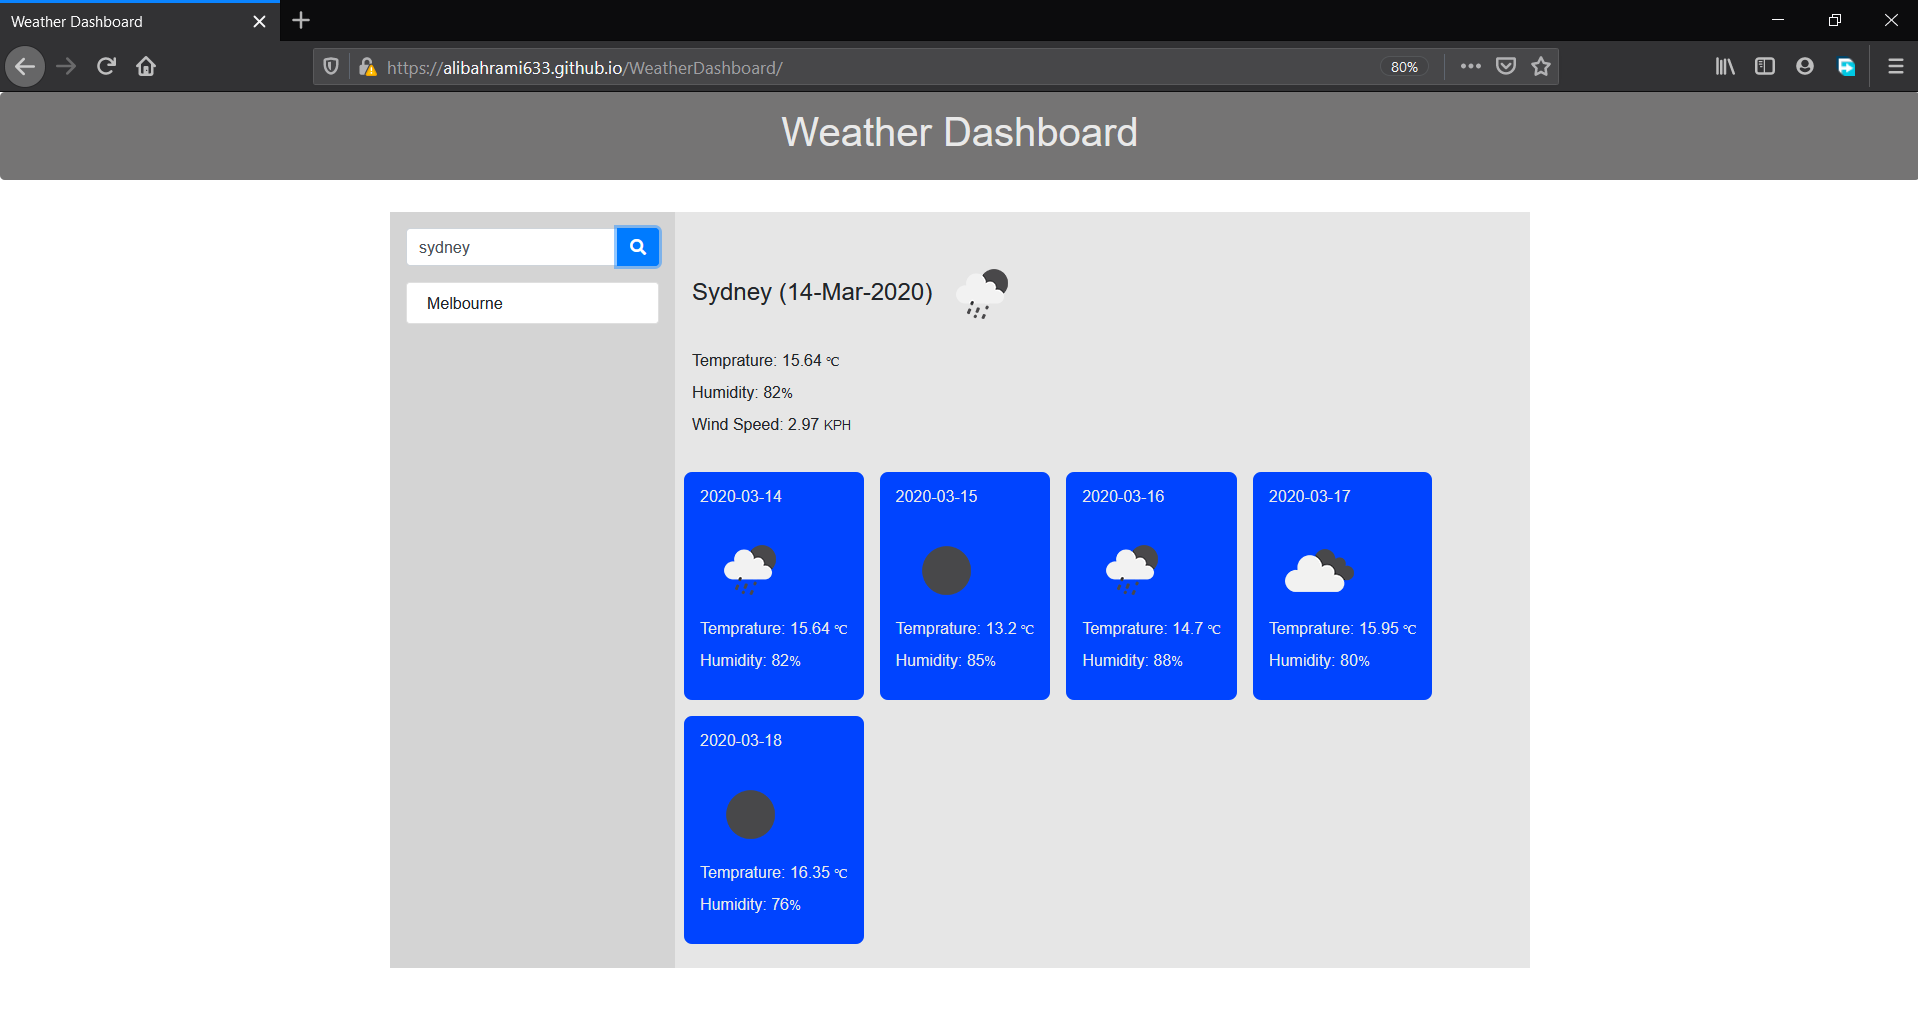 Weather Dashboard
https://alibahrami633.github.io/WeatherDashboard/
80%
Weather Dashboard
sydney
Melbourne
Sydney (14-Mar-2020)
Temprature: 15.64 °C
Humidity: 82%
Wind Speed: 2.97 KPH
2020-03-14
Temprature: 15.64 °C
Humidity: 82%
2020-03-15
Temprature: 13.2 °C
Humidity: 85%
2020-03-16
Temprature: 14.7 °C
Humidity: 88%
2020-03-17
Temprature: 15.95 °C
Humidity: 80%
2020-03-18
Temprature: 16.35 °C
Humidity: 76%